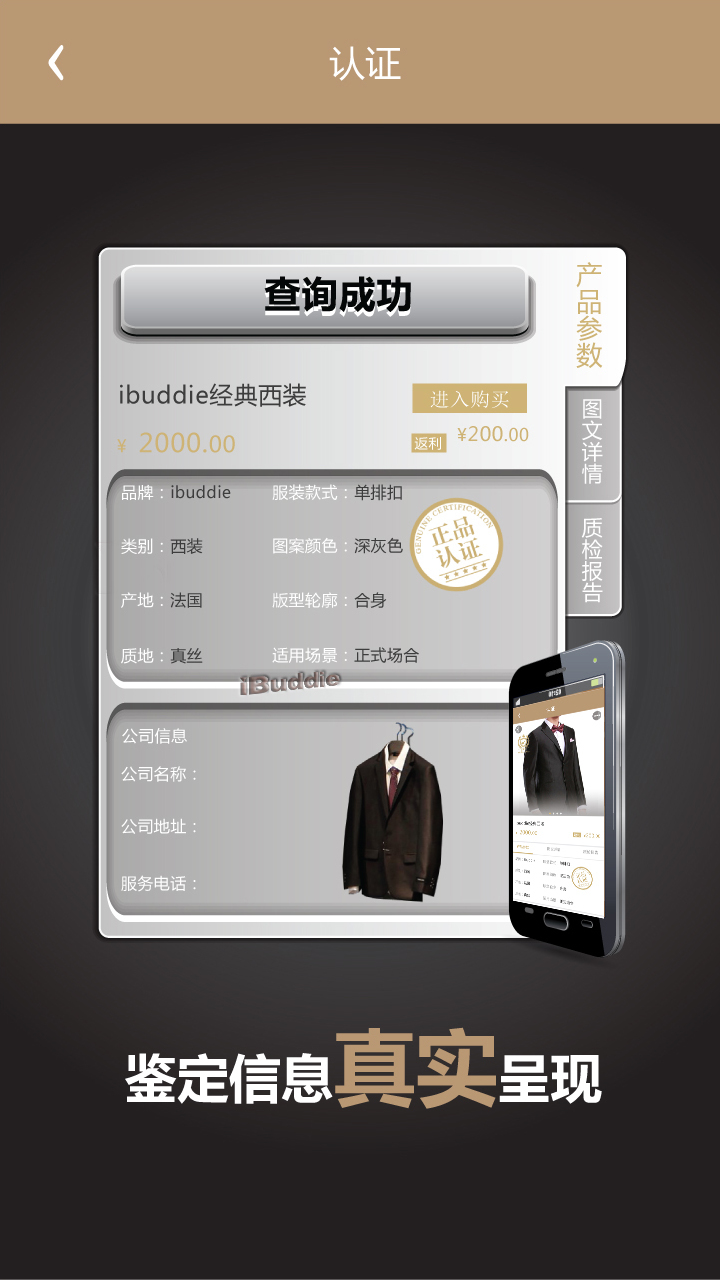 认证
查询成功
产品参数
ibuddie经典西装
进入购买
¥ 2000.00
返利 ¥200.00
图文详情
品牌：ibuddie 服装款式：单排扣
GENUINE CERTIFICATION
正品
认证
类别：西装 图案颜色：深灰色
质检报告
产地：法国 版型轮廓：合身
质地：真丝 适用场景：正式场合
iBuddie
公司信息
公司名称：
公司地址：
服务电话：
鉴定信息真实呈现